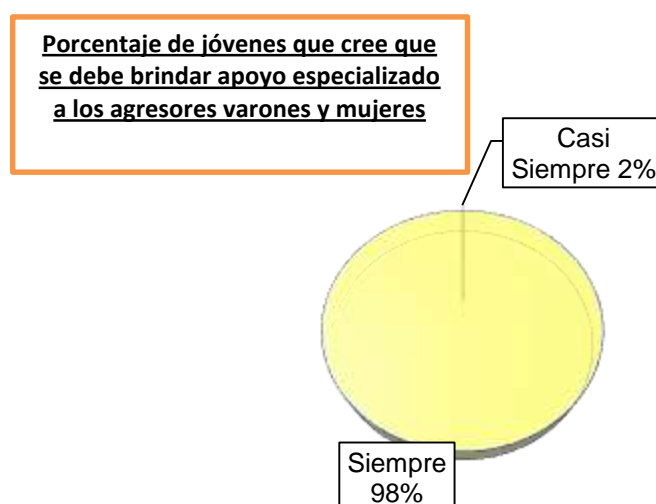 Porcentaje de jóvenes que cree que
se debe brindar apoyo especializado
a los agresores varones y mujeres
Casi
Siempre 2%
Siempre
98%